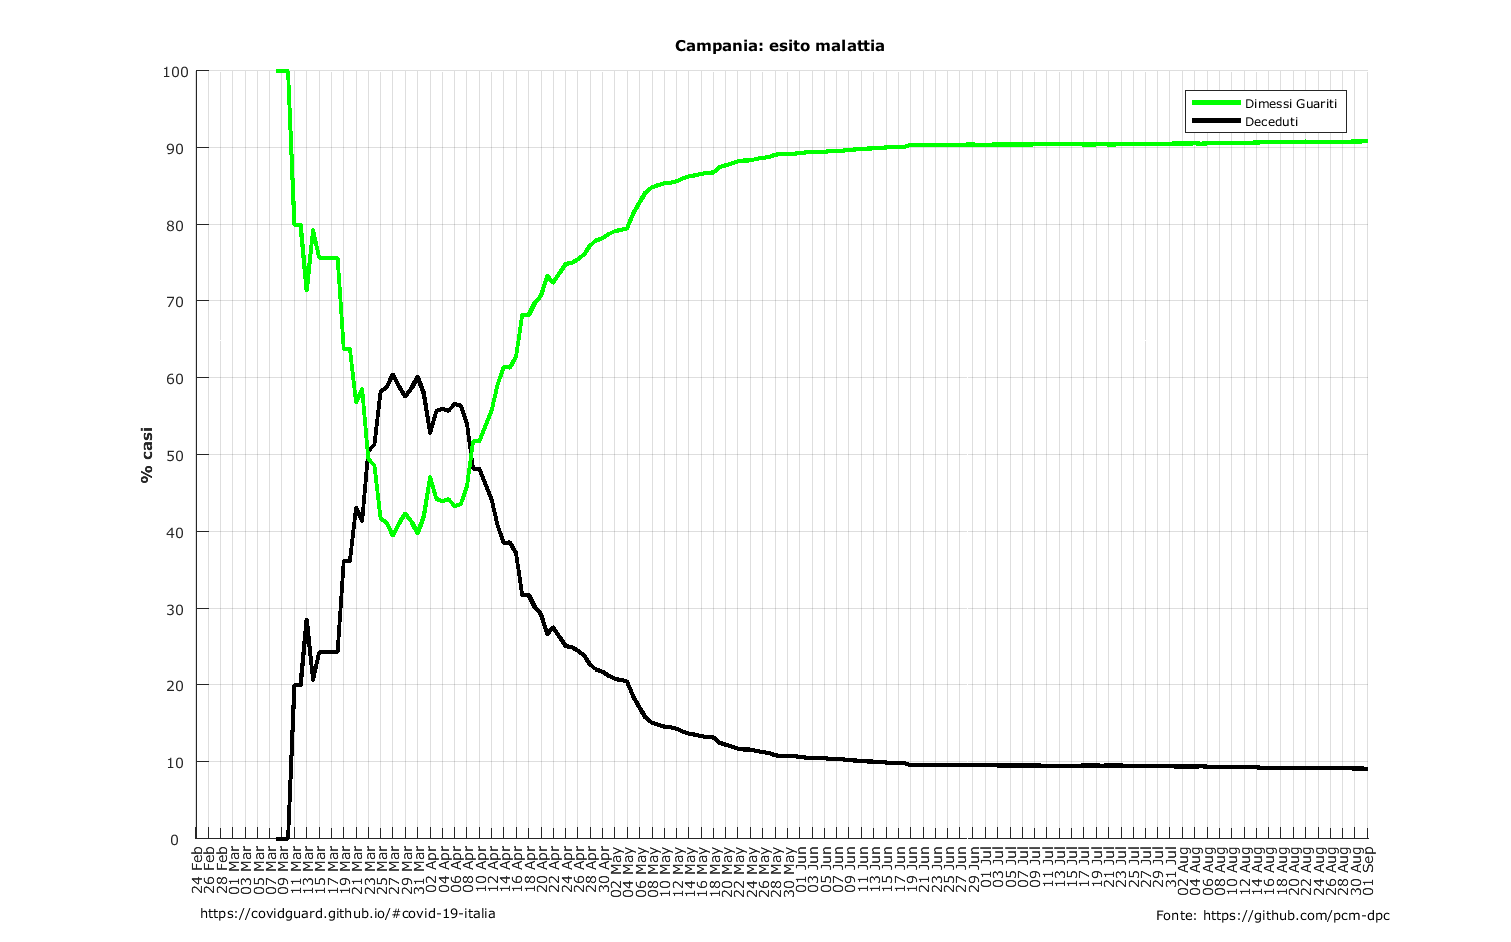 Campania: esito malattia
100
90
80
70
60
50
40
30
20
10
0
% casi
Dimessi Guariti
Deceduti
24 Feb
26 Feb
28 Feb
01 Mar
03 Mar
05 Mar
07 Mar
09 Mar
11 Mar
13 Mar
15 Mar
17 Mar
19 Mar
21 Mar
23 Mar
25 Mar
27 Mar
29 Mar
31 Mar
02 Apr
04 Apr
06 Apr
08 Apr
10 Apr
12 Apr
14 Apr
16 Apr
18 Apr
20 Apr
22 Apr
24 Apr
26 Apr
28 Apr
30 Apr
02 May
04 May
06 May
08 May
10 May
12 May
14 May
16 May
18 May
20 May
22 May
24 May
26 May
28 May
30 May
01 Jun
03 Jun
05 Jun
07 Jun
09 Jun
11 Jun
13 Jun
15 Jun
17 Jun
19 Jun
21 Jun
23 Jun
25 Jun
27 Jun
29 Jun
01 Jul
03 Jul
05 Jul
07 Jul
09 Jul
11 Jul
13 Jul
15 Jul
17 Jul
19 Jul
21 Jul
23 Jul
25 Jul
27 Jul
29 Jul
31 Jul
02 Aug
04 Aug
06 Aug
08 Aug
10 Aug
12 Aug
14 Aug
16 Aug
18 Aug
20 Aug
22 Aug
24 Aug
26 Aug
28 Aug
30 Aug
01 Sep
https://covidguard.github.io/#covid-19-italia
Fonte: https://github.com/pcm-dpc